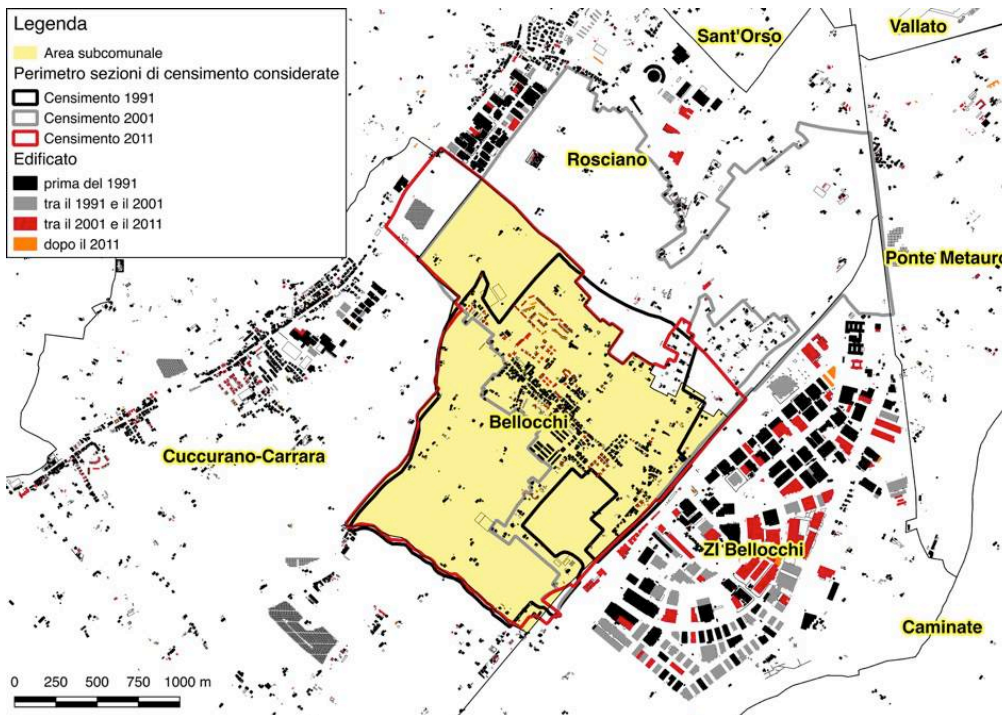 Legenda
Area subcomunale
Perimetro sezioni di censimento considerate
Censimento 1991
Censimento 2001
Censimento 2011
Edificato
prima del 1991
tra il 1991 e il 2001
tra il 2001 e il 2011
dopo il 2011
Sant'Orso
Vallato
Rosciano
Ponte Metauro
Bellocchi
Cuccurano-Carrara
ZI Bellocchi
Caminate
0 250 500 750 1000 m